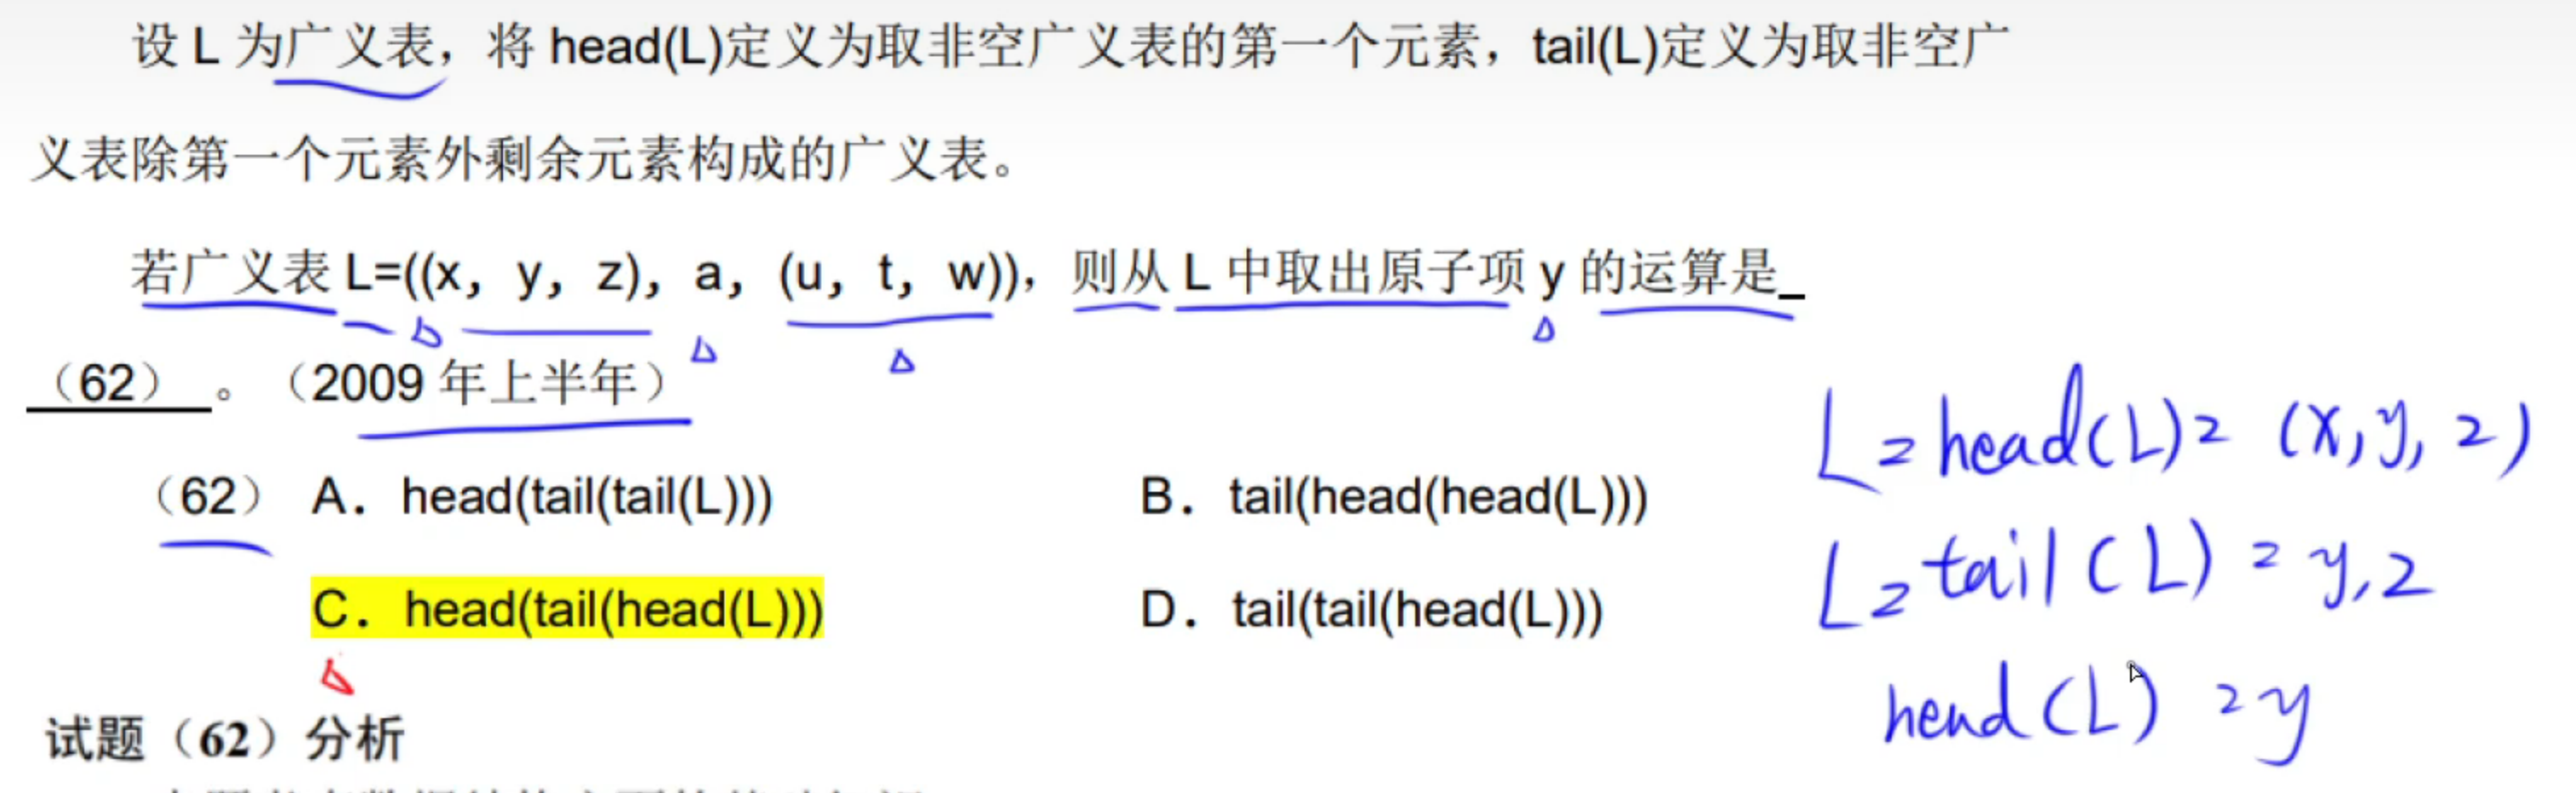 设 L 为广义表，将 head(L)定义为取非空广义表的第一个元素，tail(L)定义为取非空广
义表除第一个元素外剩余元素构成的广义表。
若广义表 L=((x，y，z)，a，(u，t，w))，则从 L 中取出原子项 y 的运算是_
（62）。（2009 年上半年）
（62） A．head(tail(tail(L))) B．tail(head(head(L)))
C．head(tail(head(L))) D．tail(tail(head(L)))
L=head(L)=(x,y,z)
L=tail(L)=y,z
head(L)=y
试题（62）分析